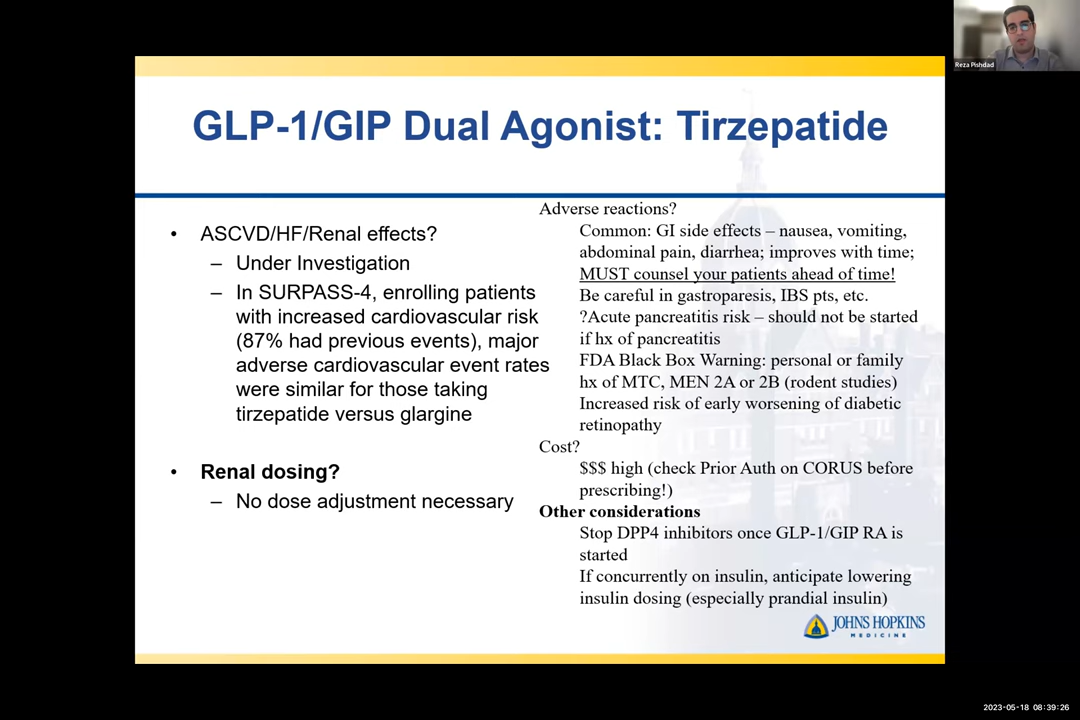 Reza Pishdad
GLP-1/GIP Dual Agonist: Tirzepatide
• ASCVD/HF/Renal effects?
– Under Investigation
– In SURPASS-4, enrolling patients
with increased cardiovascular risk
(87% had previous events), major
adverse cardiovascular event rates
were similar for those taking
tirzepatide versus glargine
• Renal dosing?
– No dose adjustment necessary
Adverse reactions?
Common: GI side effects – nausea, vomiting,
abdominal pain, diarrhea; improves with time;
MUST counsel your patients ahead of time!
Be careful in gastroparesis, IBS pts, etc.
?Acute pancreatitis risk – should not be started
if hx of pancreatitis
FDA Black Box Warning: personal or family
hx of MTC, MEN 2A or 2B (rodent studies)
Increased risk of early worsening of diabetic
retinopathy
Cost?
$$$ high (check Prior Auth on CORUS before
prescribing!)
Other considerations
Stop DPP4 inhibitors once GLP-1/GIP RA is
started
If concurrently on insulin, anticipate lowering
insulin dosing (especially prandial insulin)
JOHNS HOPKINS
MEDICINE
2023-05-18 08:39:26